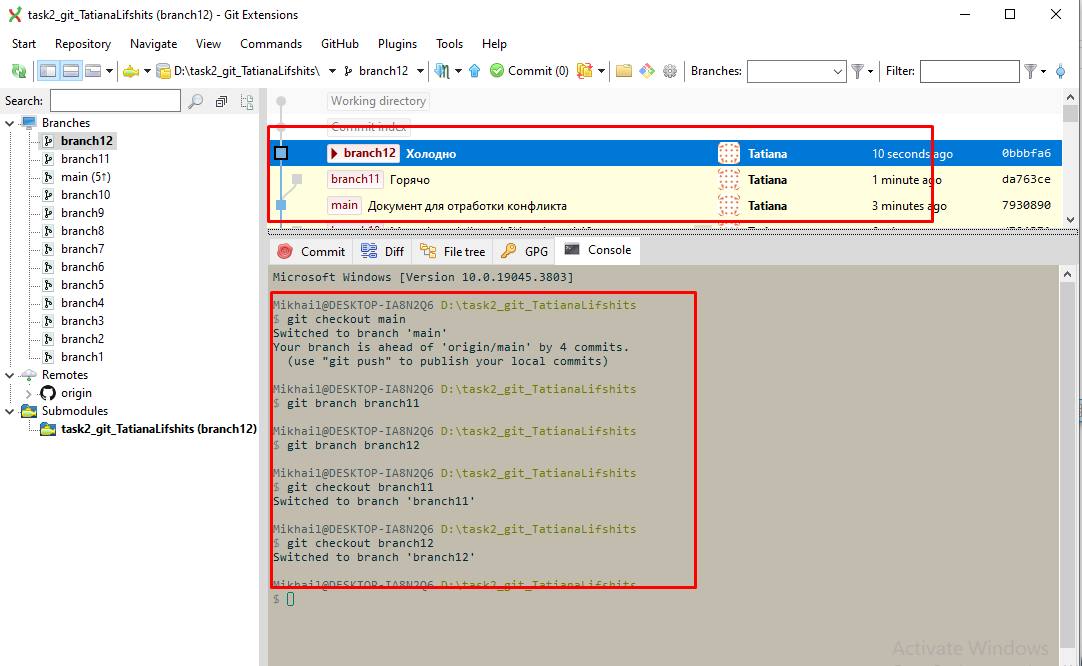 task2_git_TatianaLifshits (branch12) - Git Extensions
Start Repository Navigate View Commands GitHub Plugins Tools Help
D:\task2_git_TatianaLifshits\ branch12 Commit (0) Branches: Filter:
Search:
Branches
branch12
branch11
main (5↑)
branch10
branch9
branch8
branch7
branch6
branch5
branch4
branch3
branch2
branch1
Remotes
origin
Submodules
task2_git_TatianaLifshits (branch12)
Working directory
Commit index
branch12 Холодно Tatiana 10 seconds ago 0bbbfa6
branch11 Горячо Tatiana 1 minute ago da763ce
main Документ для отработки конфликта Tatiana 3 minutes ago 7930890
Commit Diff File tree GPG Console
Microsoft Windows [Version 10.0.19045.3803]
Mikhail@DESKTOP-IA8N2Q6 D:\task2_git_TatianaLifshits
$ git checkout main
Switched to branch 'main'
Your branch is ahead of 'origin/main' by 4 commits.
(use "git push" to publish your local commits)
Mikhail@DESKTOP-IA8N2Q6 D:\task2_git_TatianaLifshits
$ git branch branch11
Mikhail@DESKTOP-IA8N2Q6 D:\task2_git_TatianaLifshits
$ git branch branch12
Mikhail@DESKTOP-IA8N2Q6 D:\task2_git_TatianaLifshits
$ git checkout branch11
Switched to branch 'branch11'
Mikhail@DESKTOP-IA8N2Q6 D:\task2_git_TatianaLifshits
$ git checkout branch12
Switched to branch 'branch12'
Mikhail@DESKTOP-IA8N2Q6 D:\task2_git_TatianaLifshits
$
Activate Windows